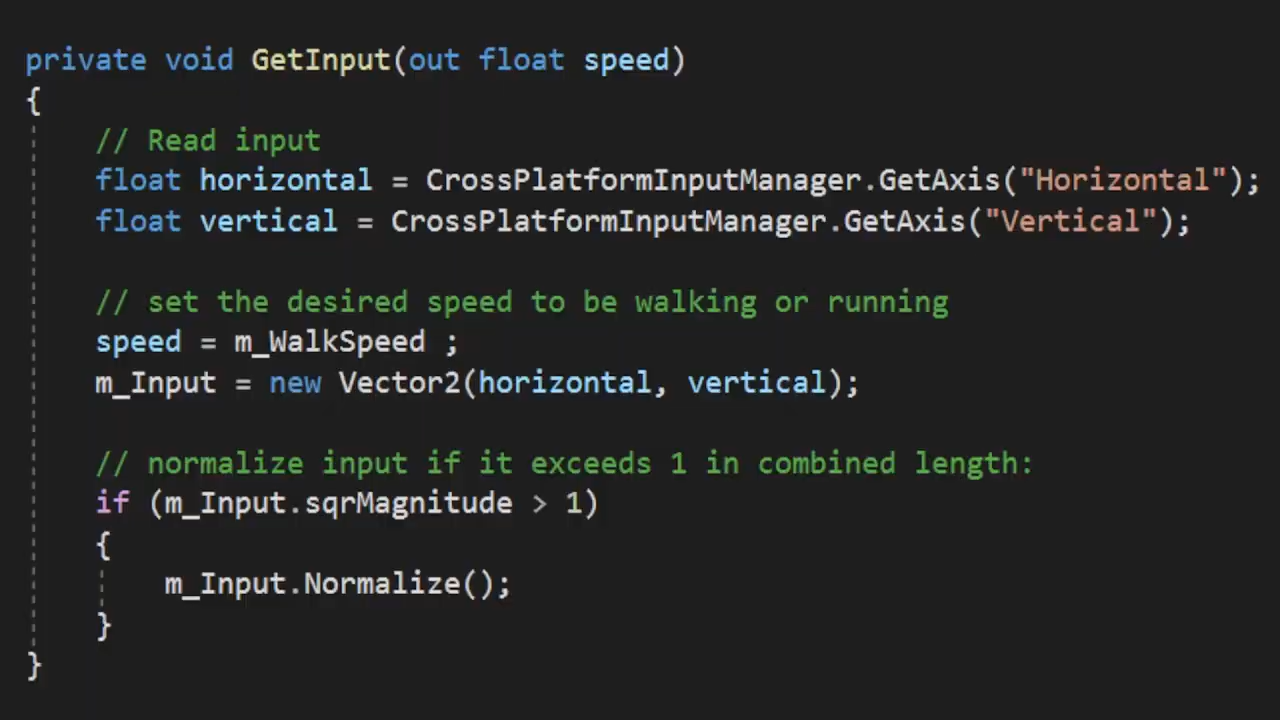 private void GetInput(out float speed)
{
// Read input
float horizontal = CrossPlatformInputManager.GetAxis("Horizontal");
float vertical = CrossPlatformInputManager.GetAxis("Vertical");
// set the desired speed to be walking or running
speed = m_WalkSpeed ;
m_Input = new Vector2(horizontal, vertical);
// normalize input if it exceeds 1 in combined length:
if (m_Input.sqrMagnitude > 1)
{
m_Input.Normalize();
}
}